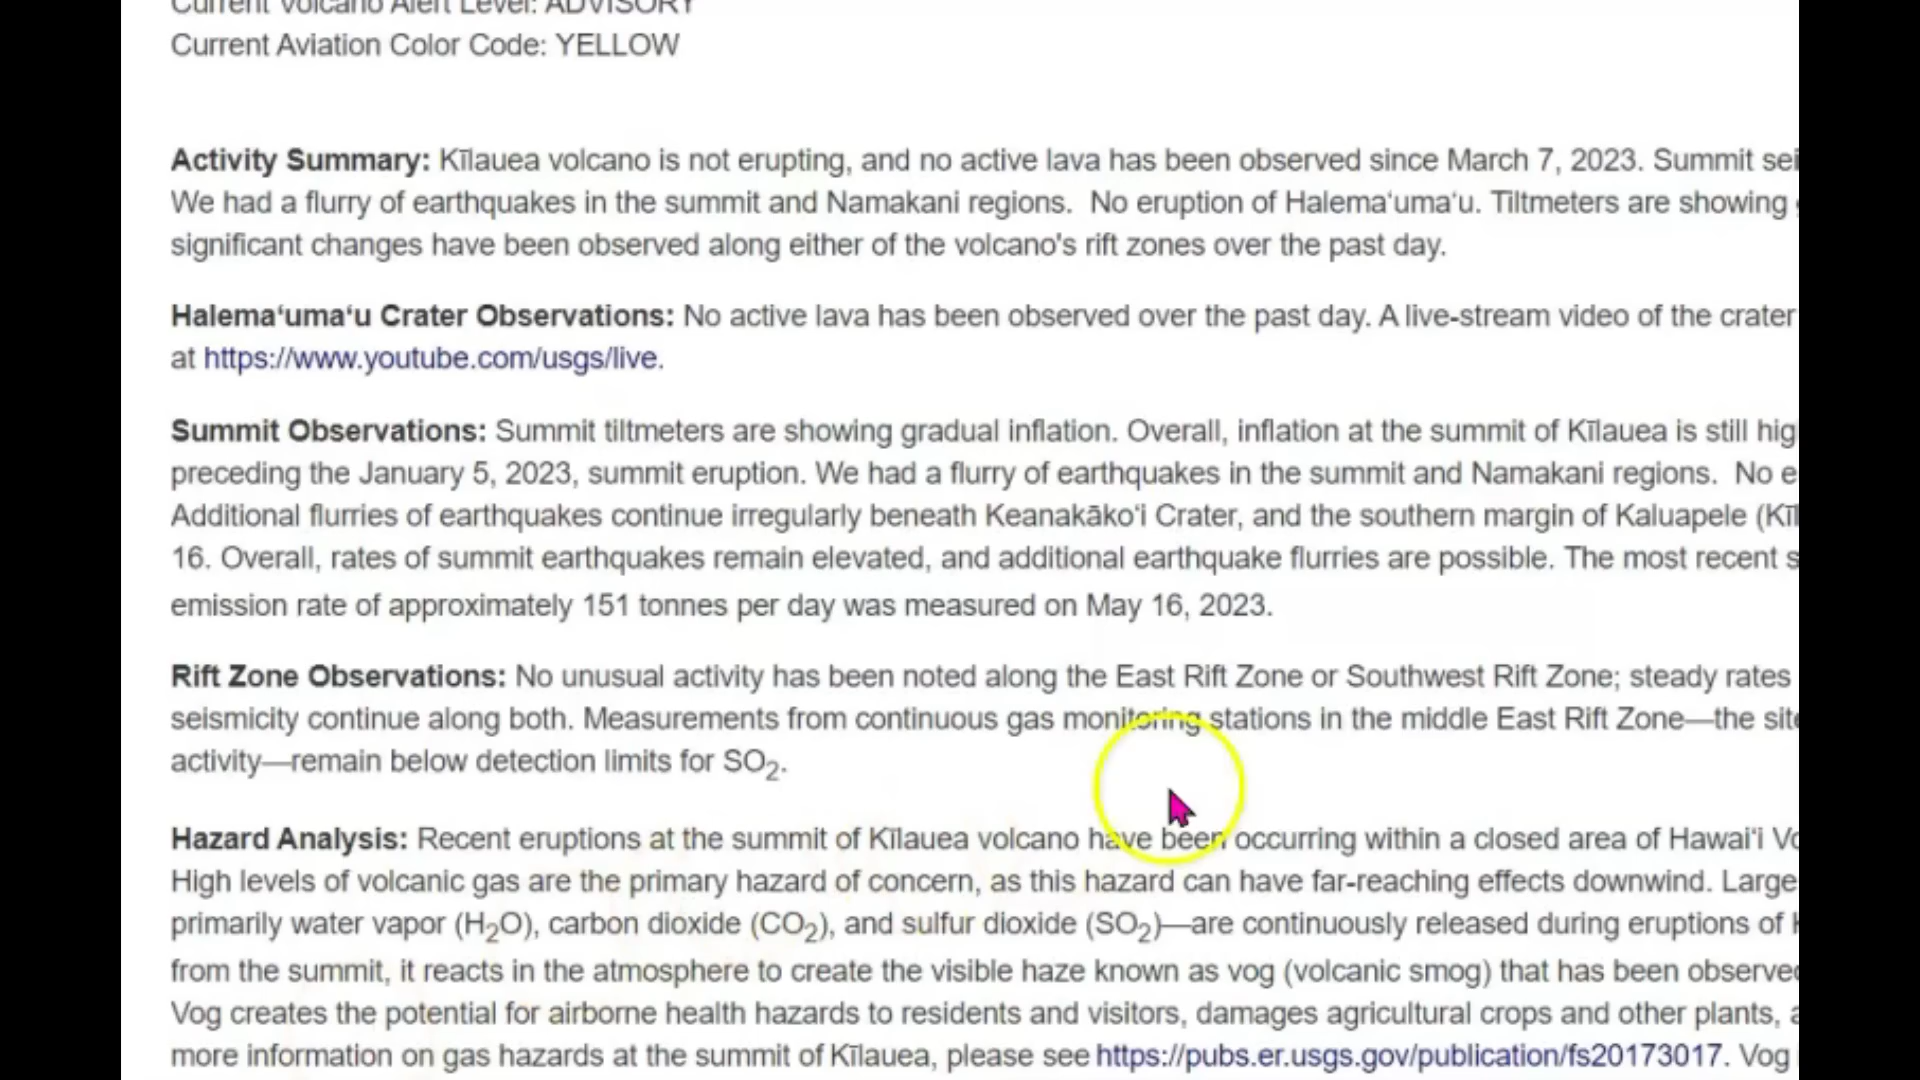 Current Volcano Alert Level: ADVISORY
Current Aviation Color Code: YELLOW
Activity Summary: Kīlauea volcano is not erupting, and no active lava has been observed since March 7, 2023. Summit
We had a flurry of earthquakes in the summit and Namakani regions.  No eruption of Halemaʻumaʻu. Tiltmeters are showing
significant changes have been observed along either of the volcano's rift zones over the past day.
Halemaʻumaʻu Crater Observations: No active lava has been observed over the past day. A live-stream video of the crater
at https://www.youtube.com/usgs/live.
Summit Observations: Summit tiltmeters are showing gradual inflation. Overall, inflation at the summit of Kīlauea is still
preceding the January 5, 2023, summit eruption. We had a flurry of earthquakes in the summit and Namakani regions.  No
Additional flurries of earthquakes continue irregularly beneath Keanakākoʻi Crater, and the southern margin of Kaluapele
16. Overall, rates of summit earthquakes remain elevated, and additional earthquake flurries are possible. The most recent
emission rate of approximately 151 tonnes per day was measured on May 16, 2023.
Rift Zone Observations: No unusual activity has been noted along the East Rift Zone or Southwest Rift Zone; steady rates
seismicity continue along both. Measurements from continuous gas monitoring stations in the middle East Rift Zone—the
activity—remain below detection limits for SO₂.
Hazard Analysis: Recent eruptions at the summit of Kīlauea volcano have been occurring within a closed area of Hawaiʻi
High levels of volcanic gas are the primary hazard of concern, as this hazard can have far-reaching effects downwind. Large
primarily water vapor (H₂O), carbon dioxide (CO₂), and sulfur dioxide (SO₂)—are continuously released during eruptions of
from the summit, it reacts in the atmosphere to create the visible haze known as vog (volcanic smog) that has been observed
Vog creates the potential for airborne health hazards to residents and visitors, damages agricultural crops and other plants,
more information on gas hazards at the summit of Kīlauea, please see https://pubs.er.usgs.gov/publication/fs20173017. Vog